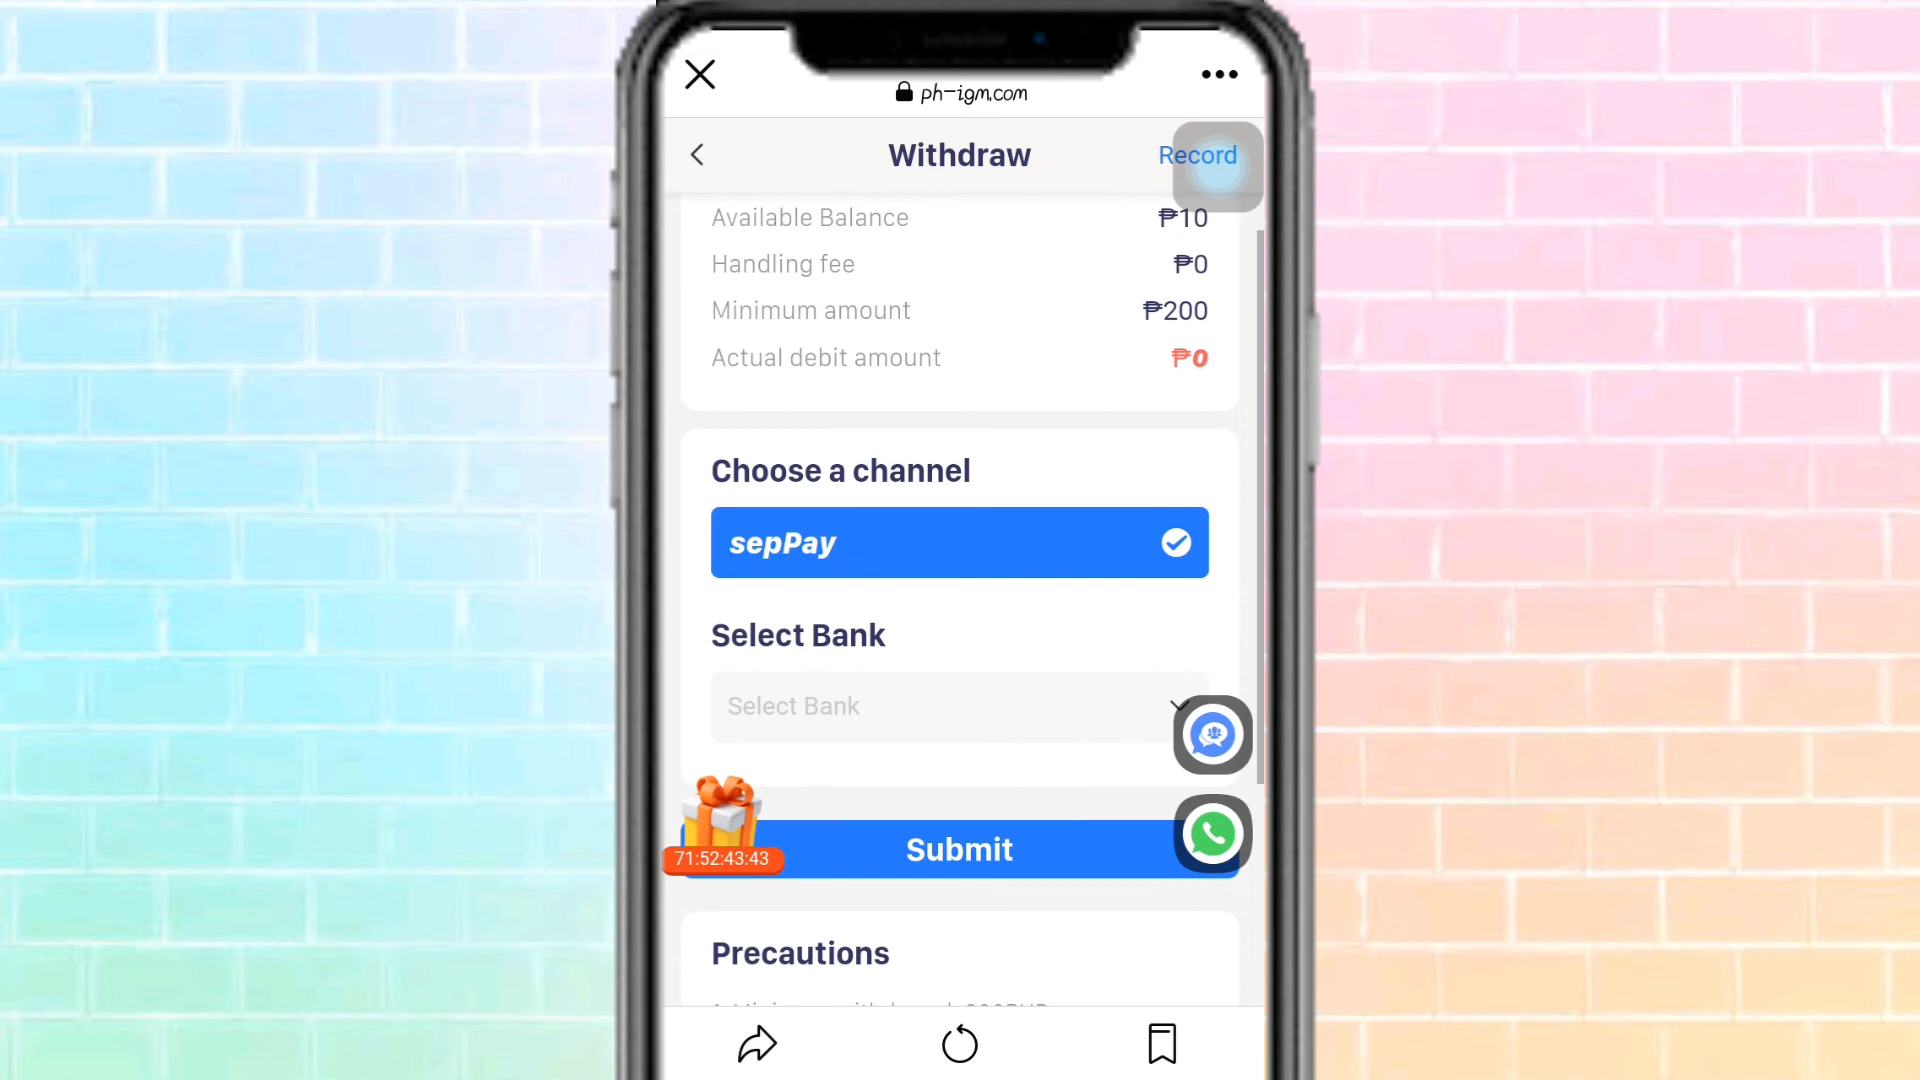 ph-igm.com
Withdraw
Record
Available Balance ₱10
Handling fee ₱0
Minimum amount ₱200
Actual debit amount ₱0
Choose a channel
sepPay
Select Bank
Select Bank
71:52:43:43
Submit
Precautions